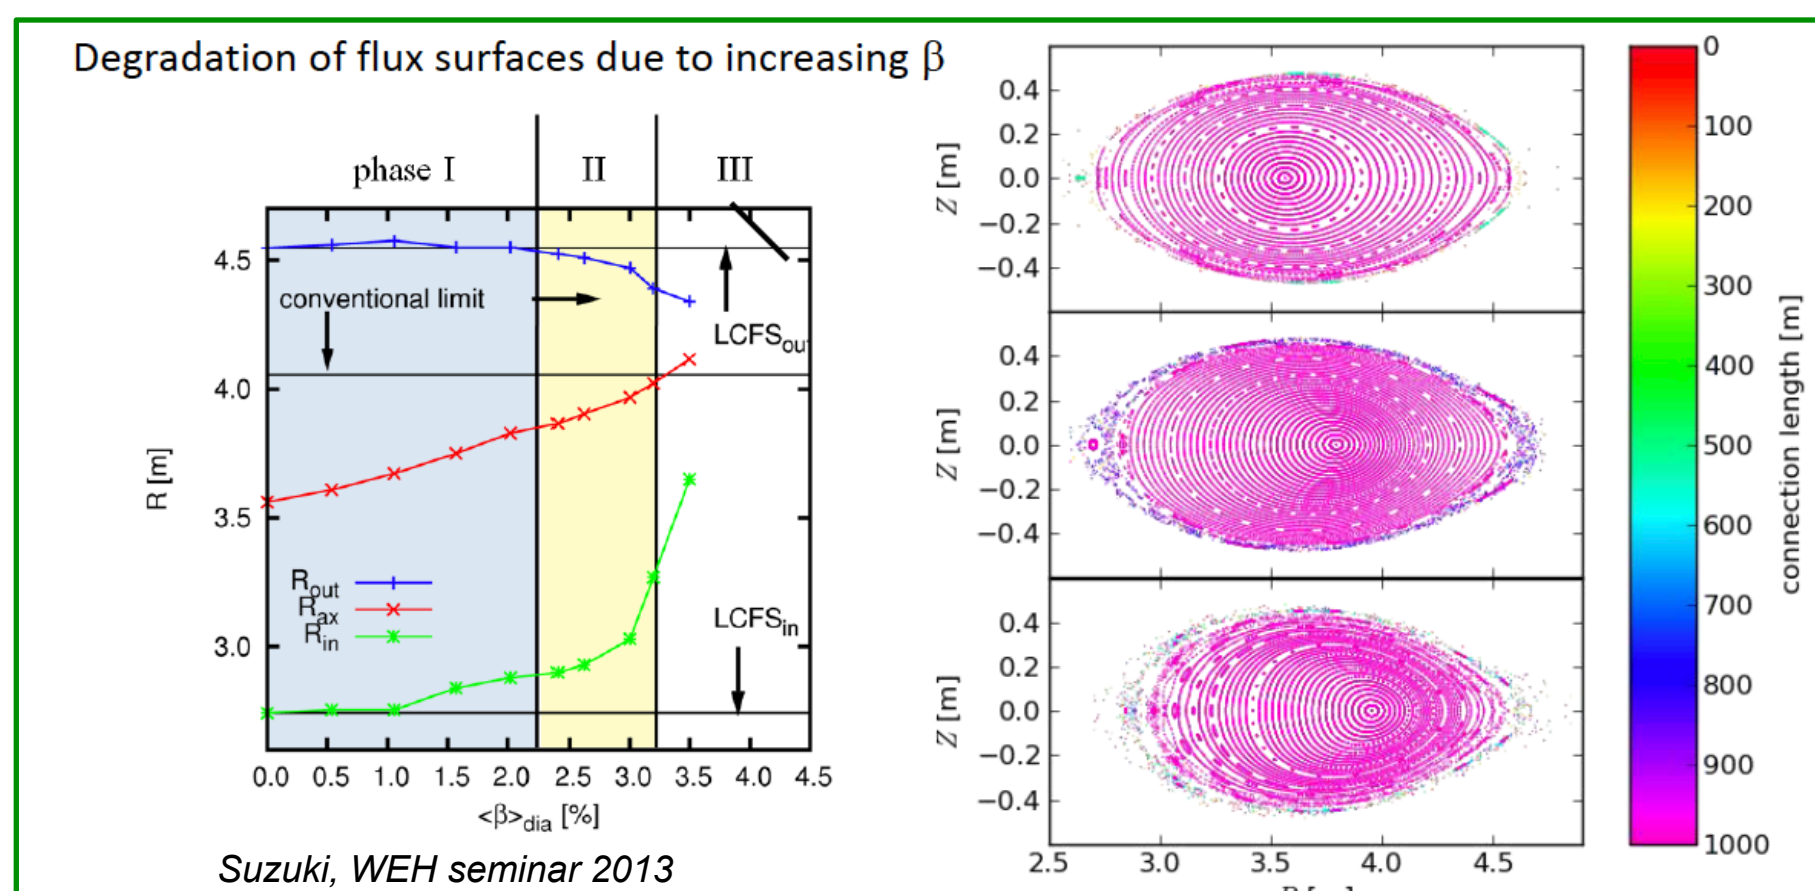 Degradation of flux surfaces due to increasing β
phase I
II
III
4.5
4.0
3.5
3.0
R [m]
conventional limit
LCFSout
LCFSin
Rout
Rax
Rin
0.0 0.5 1.0 1.5 2.0 2.5 3.0 3.5 4.0 4.5
<β>dia [%]
Suzuki, WEH seminar 2013
0.4
0.2
0.0
−0.2
−0.4
Z [m]
0.4
0.2
0.0
−0.2
−0.4
Z [m]
0.4
0.2
0.0
−0.2
−0.4
Z [m]
2.5 3.0 3.5 4.0 4.5
0
100
200
300
400
500
600
700
800
900
1000
connection length [m]